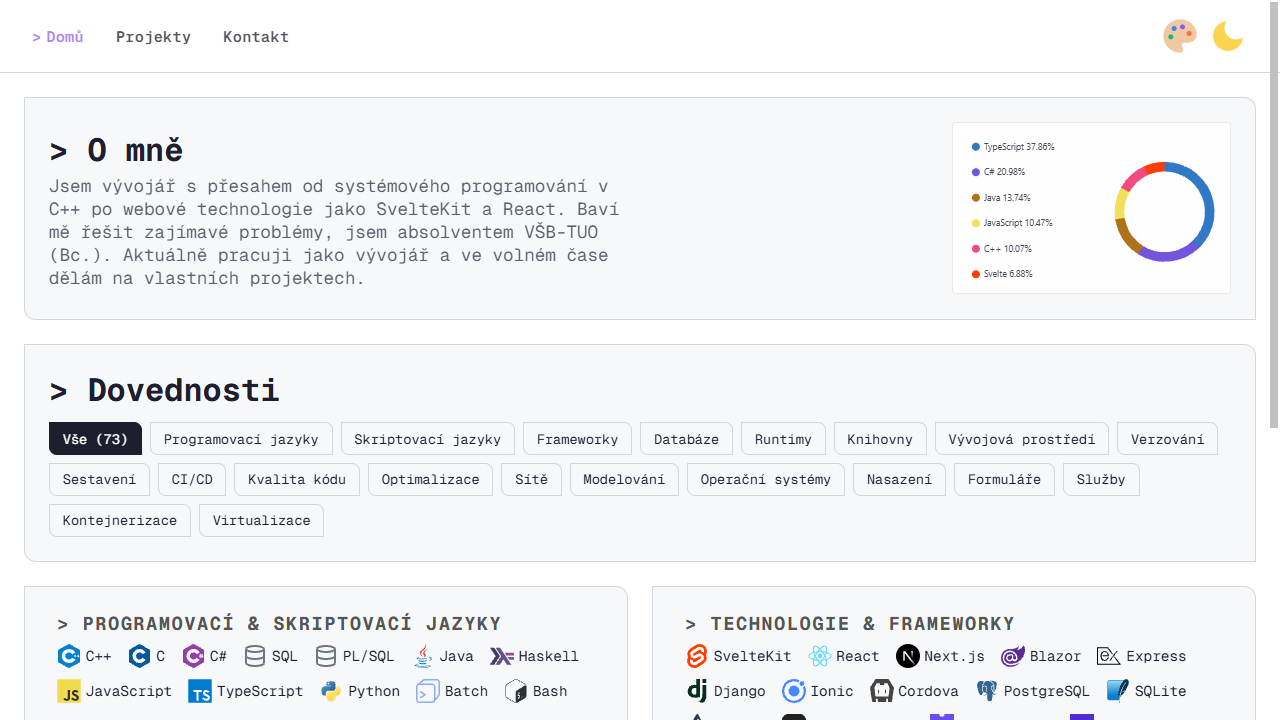 > Domů Projekty Kontakt
> O mně
Jsem vývojář s přesahem od systémového programování v
C++ po webové technologie jako SvelteKit a React. Baví
mě řešit zajímavé problémy, jsem absolventem VŠB-TUO
(Bc.). Aktuálně pracuji jako vývojář a ve volném čase
dělám na vlastních projektech.
TypeScript 37.86%
C# 20.98%
Java 13.74%
JavaScript 10.47%
C++ 10.07%
Svelte 6.88%
> Dovednosti
Vše (73) Programovací jazyky Skriptovací jazyky Frameworky Databáze Runtimy Knihovny Vývojová prostředí Verzování
Sestavení CI/CD Kvalita kódu Optimalizace Sítě Modelování Operační systémy Nasazení Formuláře Služby
Kontejnerizace Virtualizace
> PROGRAMOVACÍ & SKRIPTOVACÍ JAZYKY
C++ C C# SQL PL/SQL Java Haskell
JavaScript TypeScript Python Batch Bash
> TECHNOLOGIE & FRAMEWORKY
SvelteKit React Next.js Blazor Express
Django Ionic Cordova PostgreSQL SQLite